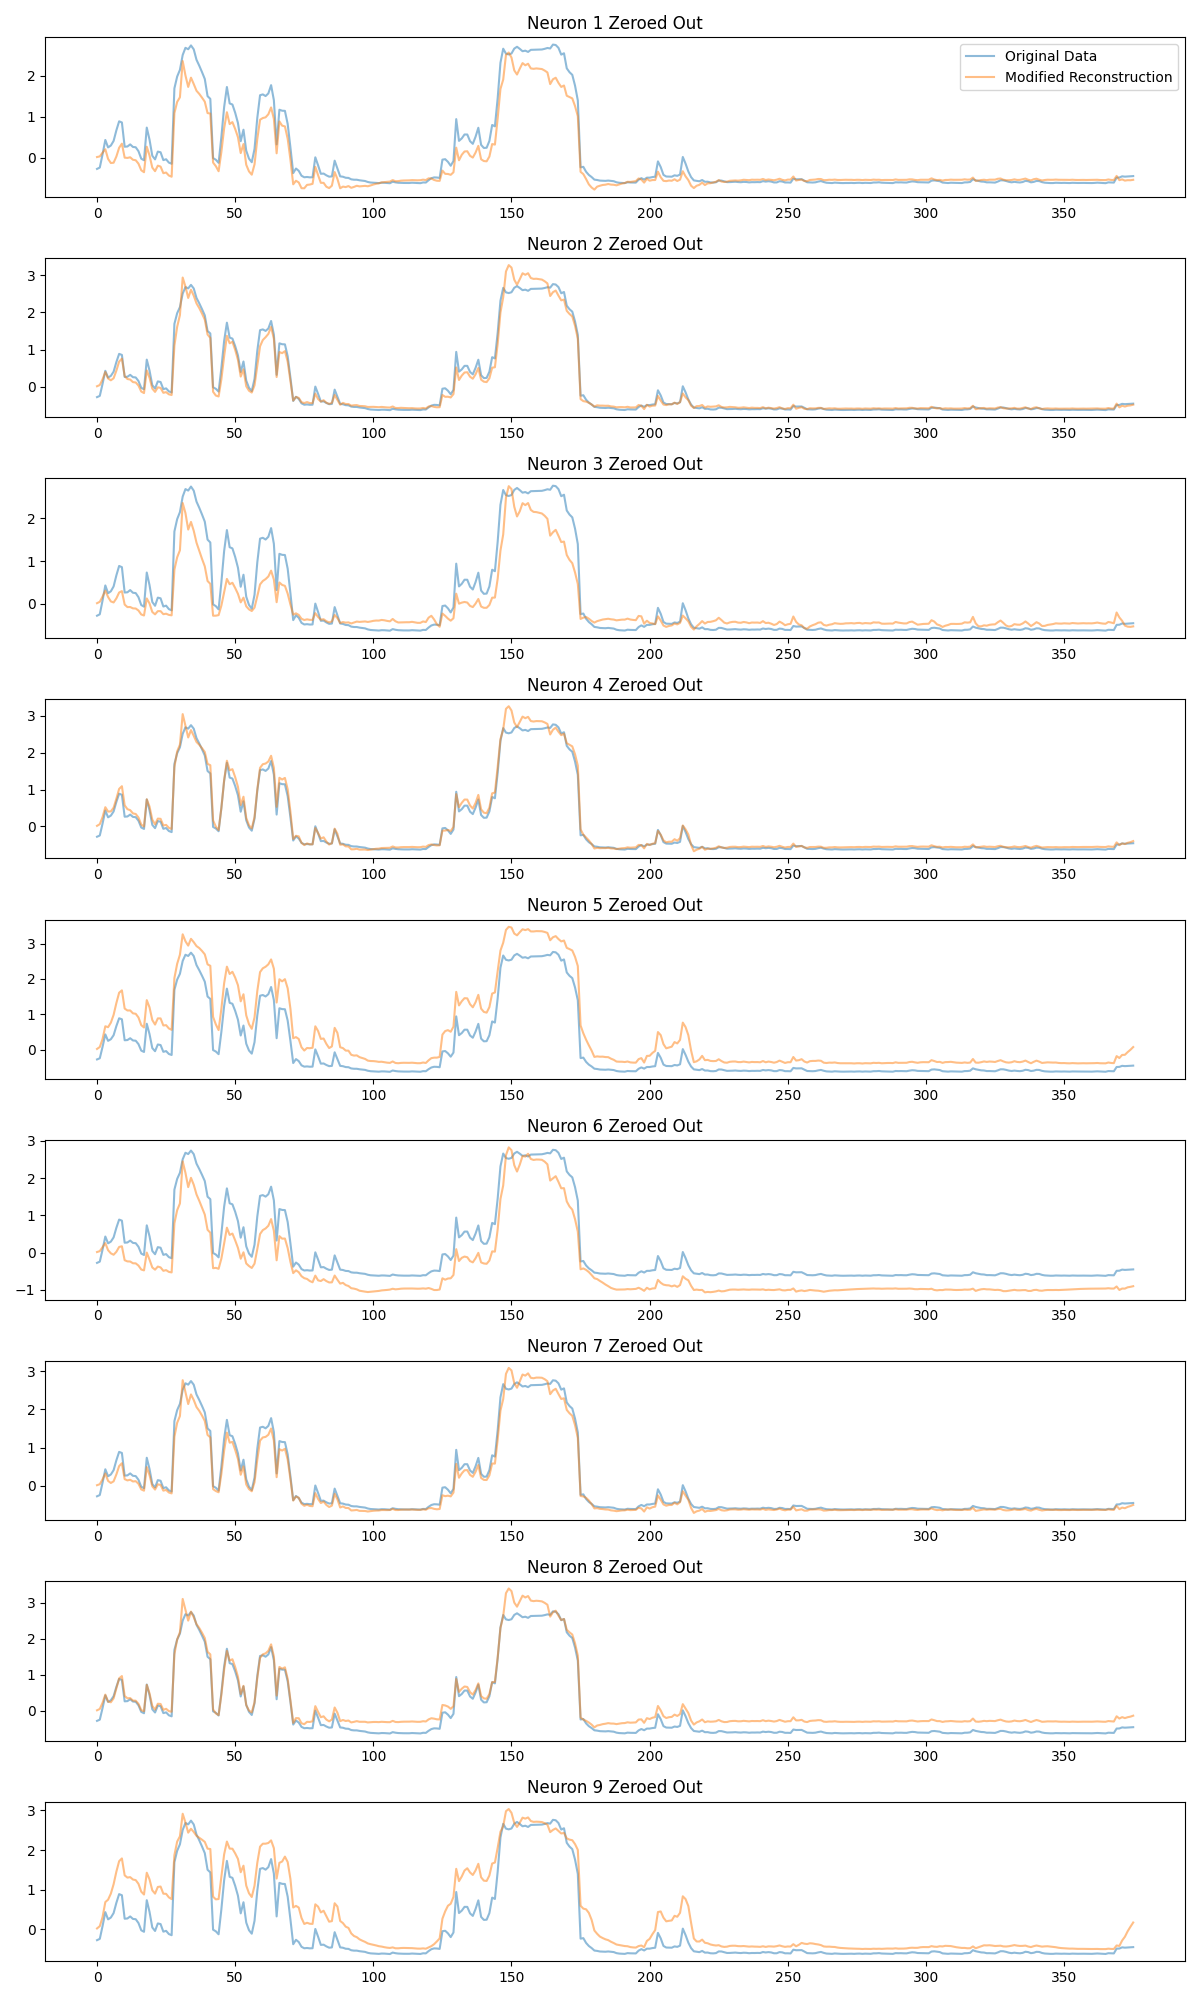 Neuron 1 Zeroed Out
Original Data
Modified Reconstruction
2
1
0
0 50 100 150 200 250 300 350
Neuron 2 Zeroed Out
3
2
1
0
0 50 100 150 200 250 300 350
Neuron 3 Zeroed Out
2
1
0
0 50 100 150 200 250 300 350
Neuron 4 Zeroed Out
3
2
1
0
0 50 100 150 200 250 300 350
Neuron 5 Zeroed Out
3
2
1
0
0 50 100 150 200 250 300 350
Neuron 6 Zeroed Out
3
2
1
0
−1
0 50 100 150 200 250 300 350
Neuron 7 Zeroed Out
3
2
1
0
0 50 100 150 200 250 300 350
Neuron 8 Zeroed Out
3
2
1
0
0 50 100 150 200 250 300 350
Neuron 9 Zeroed Out
3
2
1
0
0 50 100 150 200 250 300 350